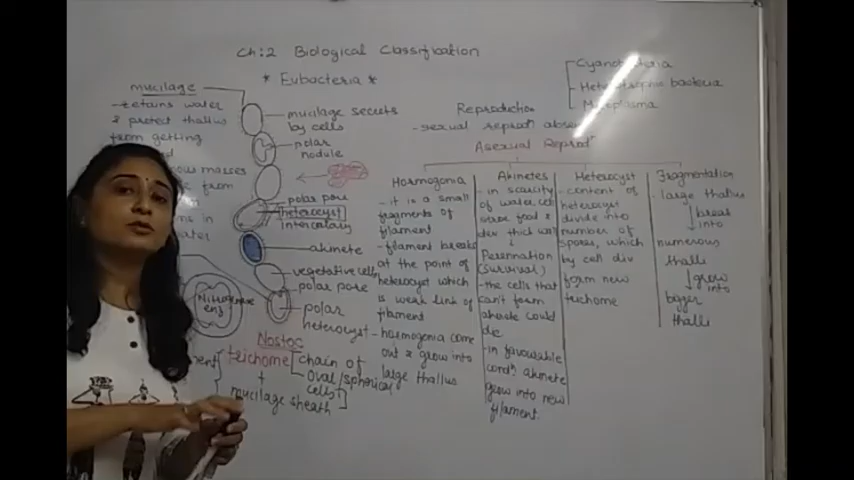 Ch:2 Biological Classification
* Eubacteria *
mucilage
- retains water
& protect thallus
from getting
mucilage secrets
by cells
polar
nodule
polar pore
heterocyst
intercalary
akinete
vegetative cells
polar pore
polar
heterocyst
Nitrogenase
enz
Nostoc
trichome
chain of
oval/spherical
cells
+
mucilage sheath
Heterotrophic bacteria
Reproduction
- sexual reprodn
Asexual Reprodn
Hormogonia
- it is a small
fragments of
filament
- filament breaks
at the point of
heterocyst which
is weak link of
filament
- hormogonia come
out & grow into
large thallus
Akinetes
- in scarcity
of water, cell
store food &
dev thick wall
↓
Perennation
(survival)
- the cells that
can't form
akinete could
die
- in favourable
condn akinete
grow into new
filament.
Heterocyst
- content of
heterocyst
divide into
number of
spores, which
by cell div
form new
trichome
Fragmentation
- large thallus
↓ breaks
into
numerous
thalli
↓ grow
into
bigger
thalli